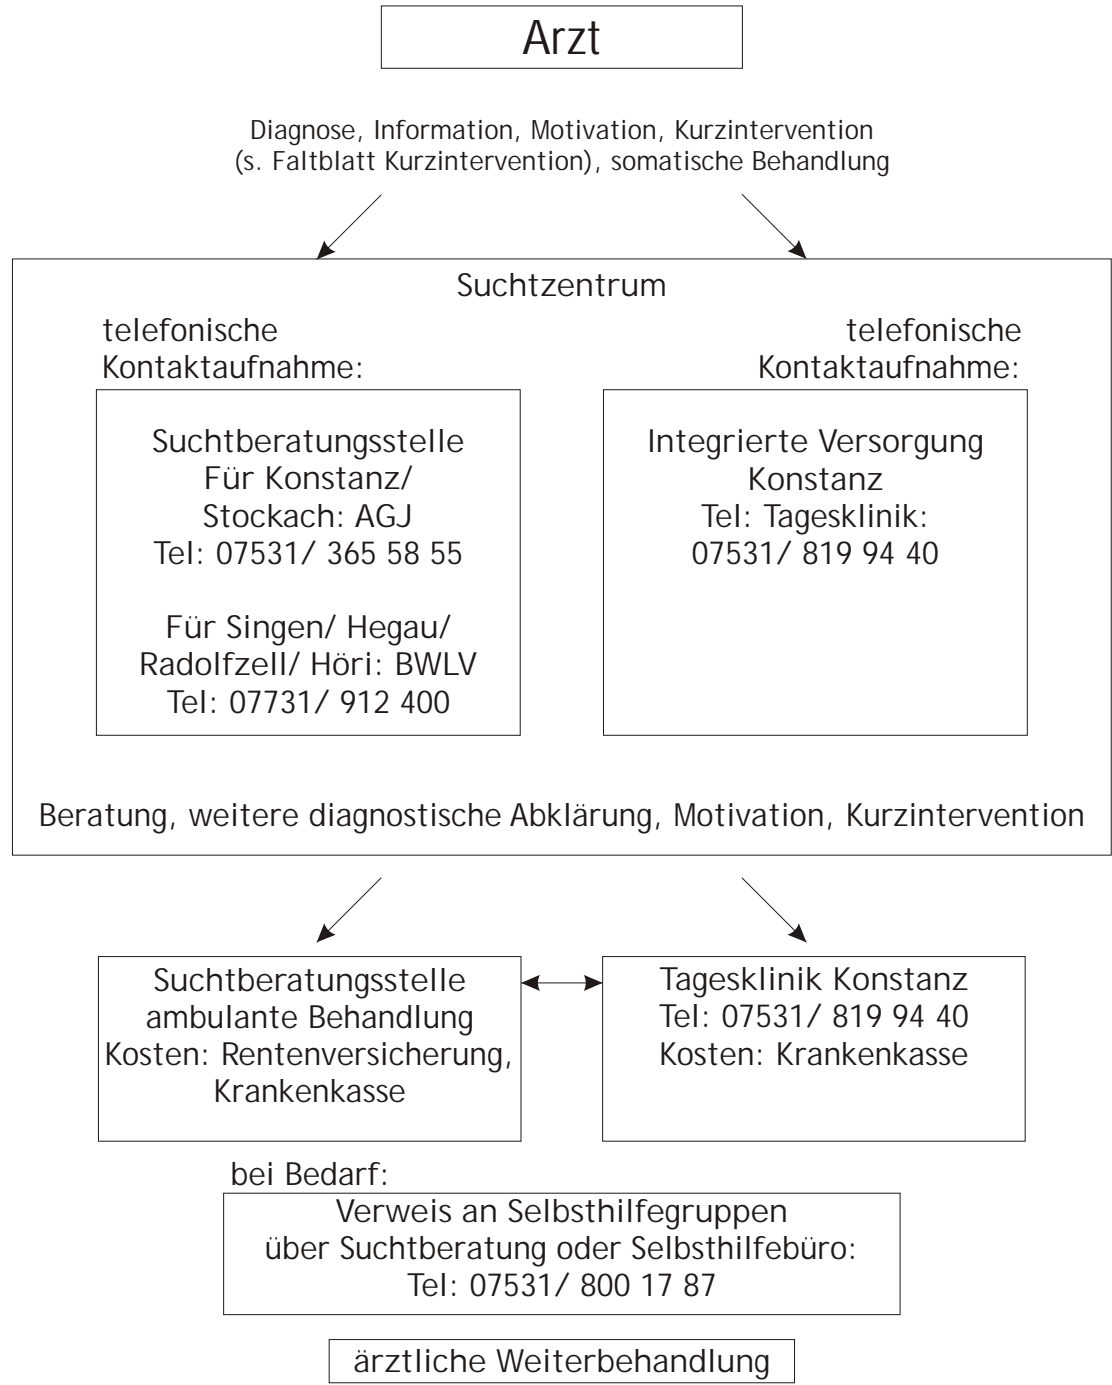 Arzt
Diagnose, Information, Motivation, Kurzintervention
(s. Faltblatt Kurzintervention), somatische Behandlung
Suchtzentrum
telefonische
Kontaktaufnahme:
Suchtberatungsstelle
Für Konstanz/
Stockach: AGJ
Tel: 07531/ 365 58 55
Für Singen/ Hegau/
Radolfzell/ Höri: BWLV
Tel: 07731/ 912 400
telefonische
Kontaktaufnahme:
Integrierte Versorgung
Konstanz
Tel: Tagesklinik:
07531/ 819 94 40
Beratung, weitere diagnostische Abklärung, Motivation, Kurzintervention
Suchtberatungsstelle
ambulante Behandlung
Kosten: Rentenversicherung,
Krankenkasse
Tagesklinik Konstanz
Tel: 07531/ 819 94 40
Kosten: Krankenkasse
bei Bedarf:
Verweis an Selbsthilfegruppen
über Suchtberatung oder Selbsthilfebüro:
Tel: 07531/ 800 17 87
ärztliche Weiterbehandlung